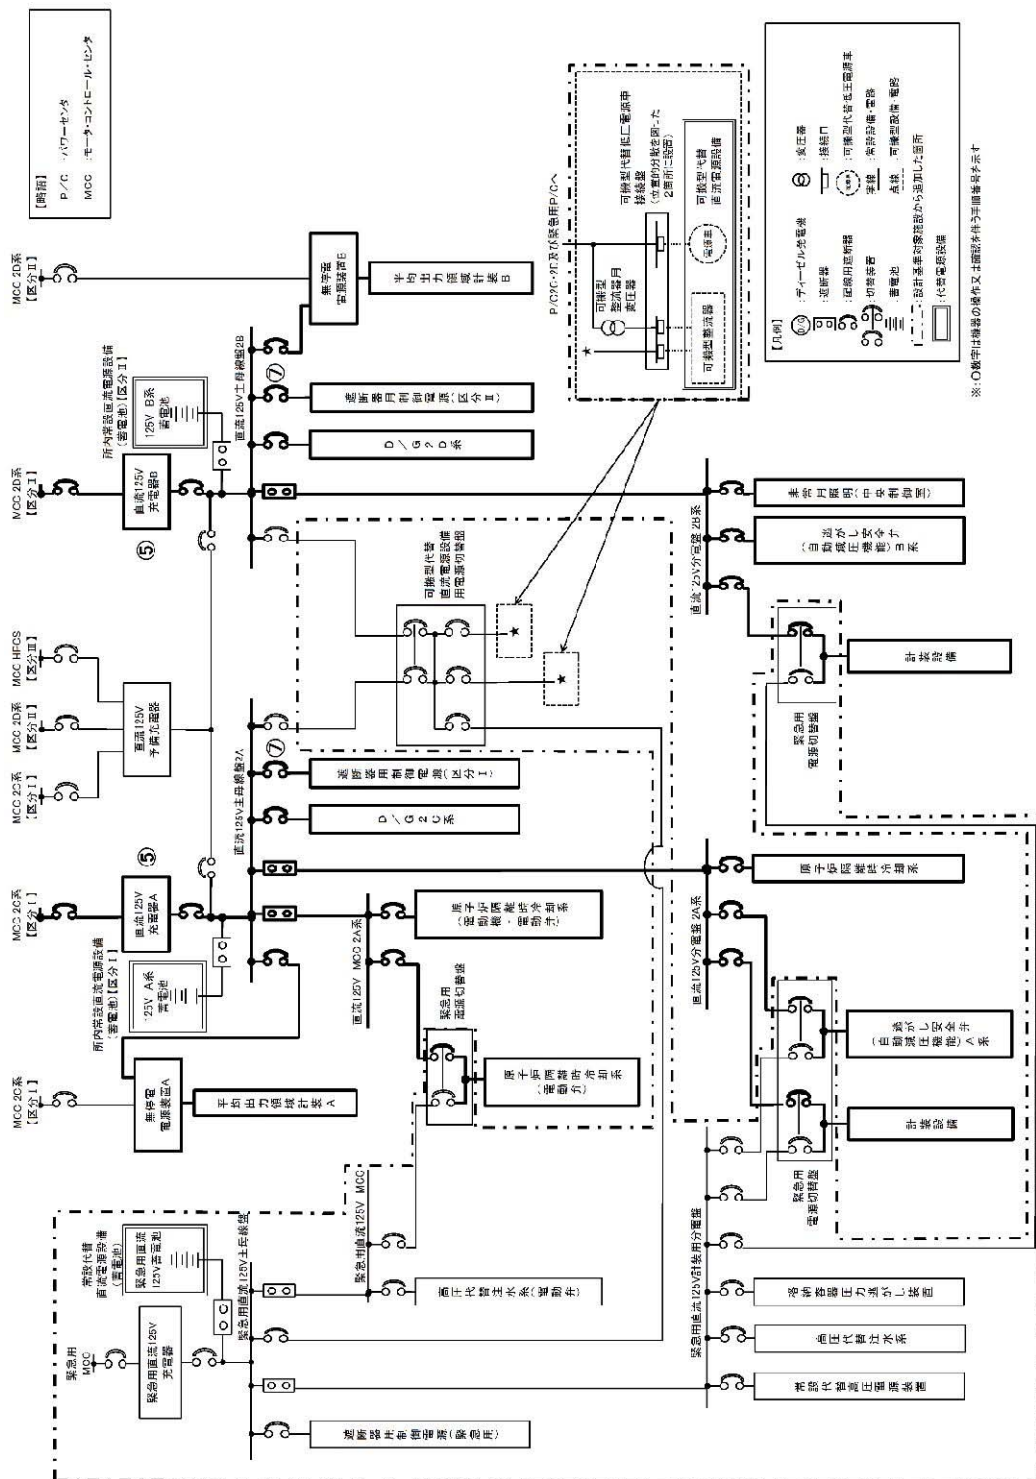 【略語】
P/C :パワーセンタ
MCC :モータ・コントロール・センタ
緊急用
MCC
緊急用直流125V
充電器
常設代替
直流電源設備
(蓄電池)
緊急用直流
125V蓄電池
緊急用直流125V主母線盤
遮断器用制御電源(緊急用)
緊急用直流125V MCC
高圧代替注水系(電動弁)
緊急用直流125V計装用分電盤
常設代替高圧電源装置
高圧代替注水系
格納容器圧力逃がし装置
MCC 2C系
【区分Ⅰ】
無停電
電源装置A
平均出力領域計装A
所内常設直流電源設備
(蓄電池)【区分Ⅰ】
125V A系
蓄電池
MCC 2C系
【区分Ⅰ】
直流125V
充電器A
⑤
直流125V主母線盤2A
直流125V MCC 2A系
原子炉隔離時冷却系
(電動機・電動弁)
緊急用
電源切替盤
原子炉隔離時冷却系
(電動弁)
D/G2C系
遮断器用制御電源(区分Ⅰ)
⑦
直流125V分電盤2A系
原子炉隔離時冷却系
逃がし安全弁
(自動減圧機能)A系
計装設備
緊急用
電源切替盤
MCC 2C系
【区分Ⅰ】
MCC 2D系
【区分Ⅱ】
MCC HPCS
【区分Ⅲ】
直流125V
予備充電器
可搬型代替
直流電源設備
用電源切替盤
★
★
MCC 2D系
【区分Ⅱ】
直流125V
充電器B
⑤
所内常設直流電源設備
(蓄電池)【区分Ⅱ】
125V B系
蓄電池
直流125V主母線盤2B
D/G2D系
遮断器用制御電源(区分Ⅱ)
⑦
MCC 2D系
【区分Ⅱ】
無停電
電源装置B
平均出力領域計装B
直流125V分電盤2B系
非常用照明(中央制御室)
逃がし安全弁
(自動減圧機能)B系
計装設備
緊急用
電源切替盤
P/C2C・2D及び緊急用P/Cへ
可搬型
整流器用
変圧器
★
可搬型代替低圧電源車
接続盤
(位置的分散を図った
2箇所に設置)
可搬型整流器
電源車
可搬型代替
直流電源設備
【凡例】
D/G :ディーゼル発電機
:遮断器
:配線用遮断器
:切替装置
:蓄電池
:設計基準対象施設から追加した箇所
:代替電源設備
:変圧器
:接続口
電源車 :可搬型代替低圧電源車
実線 :常設設備・電路
点線 :可搬型設備・電路
※:〇数字は機器の操作又は確認を伴う手順番号を示す